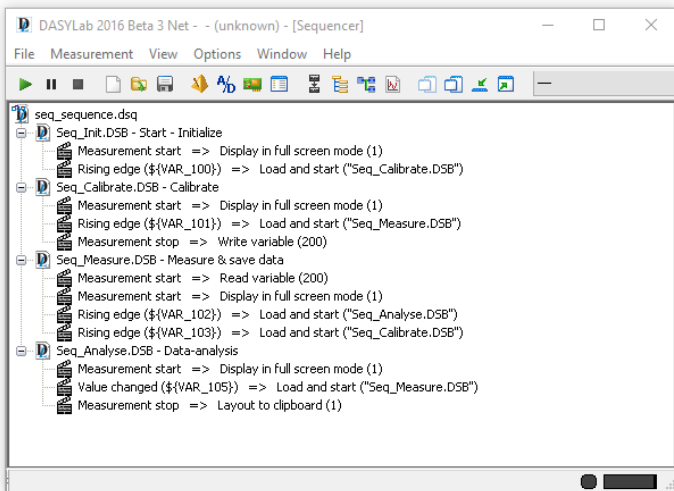 DASYLab 2016 Beta 3 Net - - (unknown) - [Sequencer]
File Measurement View Options Window Help
seq_sequence.dsq
Seq_Init.DSB - Start - Initialize
Measurement start => Display in full screen mode (1)
Rising edge (${VAR_100}) => Load and start ("Seq_Calibrate.DSB")
Seq_Calibrate.DSB - Calibrate
Measurement start => Display in full screen mode (1)
Rising edge (${VAR_101}) => Load and start ("Seq_Measure.DSB")
Measurement stop => Write variable (200)
Seq_Measure.DSB - Measure & save data
Measurement start => Read variable (200)
Measurement start => Display in full screen mode (1)
Rising edge (${VAR_102}) => Load and start ("Seq_Analyse.DSB")
Rising edge (${VAR_103}) => Load and start ("Seq_Calibrate.DSB")
Seq_Analyse.DSB - Data-analysis
Measurement start => Display in full screen mode (1)
Value changed (${VAR_105}) => Load and start ("Seq_Measure.DSB")
Measurement stop => Layout to clipboard (1)